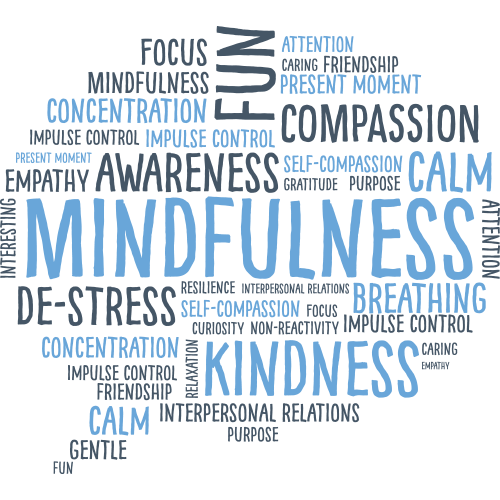 FOCUS
FUN
ATTENTION
CARING FRIENDSHIP
MINDFULNESS
PRESENT MOMENT
CONCENTRATION
COMPASSION
IMPULSE CONTROL
IMPULSE CONTROL
PRESENT MOMENT
AWARENESS
SELF-COMPASSION
CALM
EMPATHY
GRATITUDE
PURPOSE
INTERESTING
MINDFULNESS
ATTENTION
DE-STRESS
RESILIENCE
INTERPERSONAL RELATIONS
BREATHING
SELF-COMPASSION
FOCUS
CURIOSITY
NON-REACTIVITY
IMPULSE CONTROL
CONCENTRATION
RELAXATION
KINDNESS
CARING
EMPATHY
IMPULSE CONTROL
FRIENDSHIP
CALM
INTERPERSONAL RELATIONS
GENTLE
PURPOSE
FUN